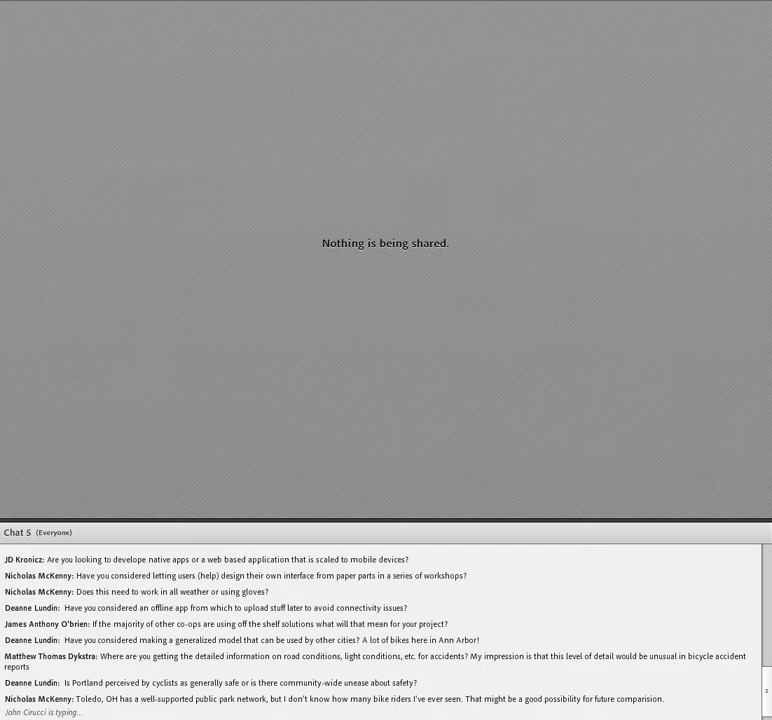 Nothing is being shared.
Chat 5 (Everyone)
JD Kronicz: Are you looking to develope native apps or a web based application that is scaled to mobile devices?
Nicholas McKenny: Have you considered letting users (help) design their own interface from paper parts in a series of workshops?
Nicholas McKenny: Does this need to work in all weather or using gloves?
Deanne Lundin: Have you considered an offline app from which to upload stuff later to avoid connectivity issues?
James Anthony O'brien: If the majority of other co-ops are using off the shelf solutions what will that mean for your project?
Deanne Lundin: Have you considered making a generalized model that can be used by other cities? A lot of bikes here in Ann Arbor!
Matthew Thomas Dykstra: Where are you getting the detailed information on road conditions, light conditions, etc. for accidents? My impression is that this level of detail would be unusual in bicycle accident
reports
Deanne Lundin: Is Portland perceived by cyclists as generally safe or is there community-wide unease about safety?
Nicholas McKenny: Toledo, OH has a well-supported public park network, but I don't know how many bike riders I've ever seen. That might be a good possibility for future comparision.
John Cirucci is typing...